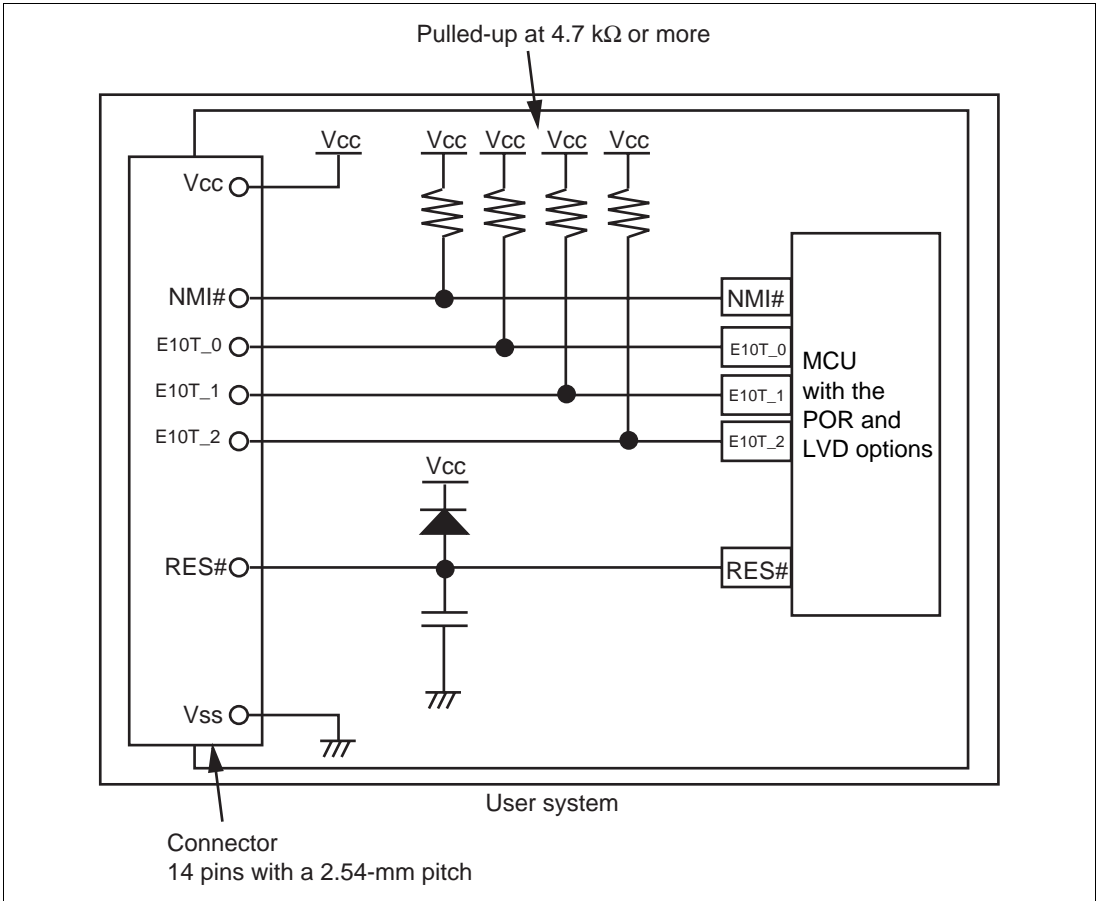 Pulled-up at 4.7 kΩ or more
Vcc Vcc Vcc Vcc Vcc
Vcc
NMI# NMI#
E10T_0 E10T_0
E10T_1 E10T_1
E10T_2 E10T_2
MCU
with the
POR and
LVD options
Vcc
RES# RES#
Vss
User system
Connector
14 pins with a 2.54-mm pitch